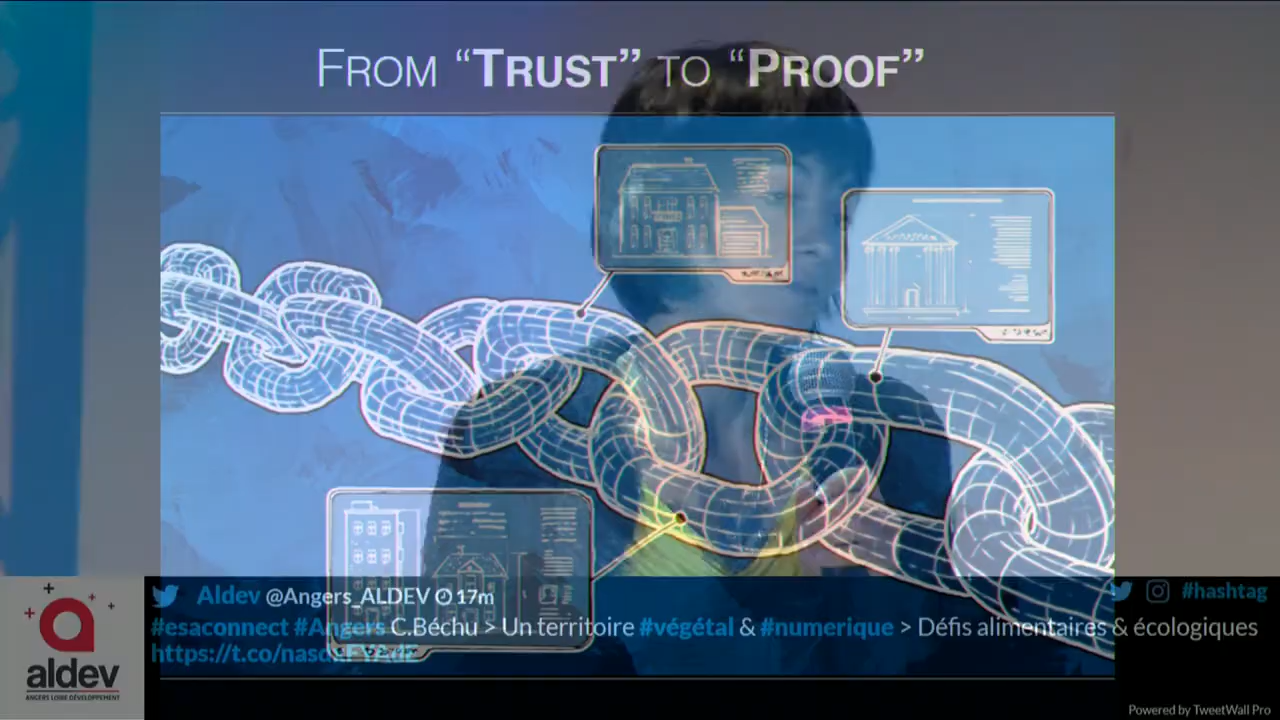 FROM “TRUST” TO “PROOF”
Aldev @Angers_ALDEV 17m
#hashtag
#esaconnect #Angers C.Béchu > Un territoire #végétal & #numerique > Défis alimentaires & écologiques
aldev
ANGERS LOIRE DÉVELOPPEMENT
Powered by TweetWall Pro